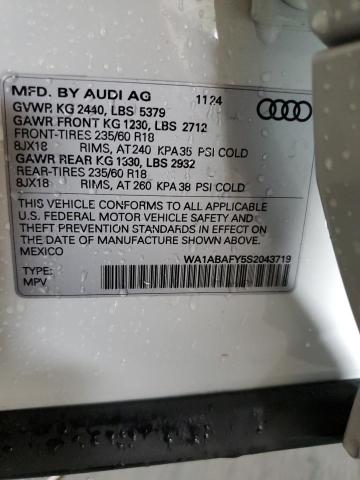 MFD. BY AUDI AG 1124
GVWR KG 2440, LBS 5379
GAWR FRONT KG 1230, LBS 2712
FRONT-TIRES 235/60 R18
8JX18 RIMS, AT 240 KPA 35 PSI COLD
GAWR REAR KG 1330, LBS 2932
REAR-TIRES 235/60 R18
8JX18 RIMS, AT 260 KPA 38 PSI COLD
THIS VEHICLE CONFORMS TO ALL APPLICABLE
U.S. FEDERAL MOTOR VEHICLE SAFETY AND
THEFT PREVENTION STANDARDS IN EFFECT ON
THE DATE OF MANUFACTURE SHOWN ABOVE.
MEXICO
WA1ABAFY5S2043719
TYPE:
MPV